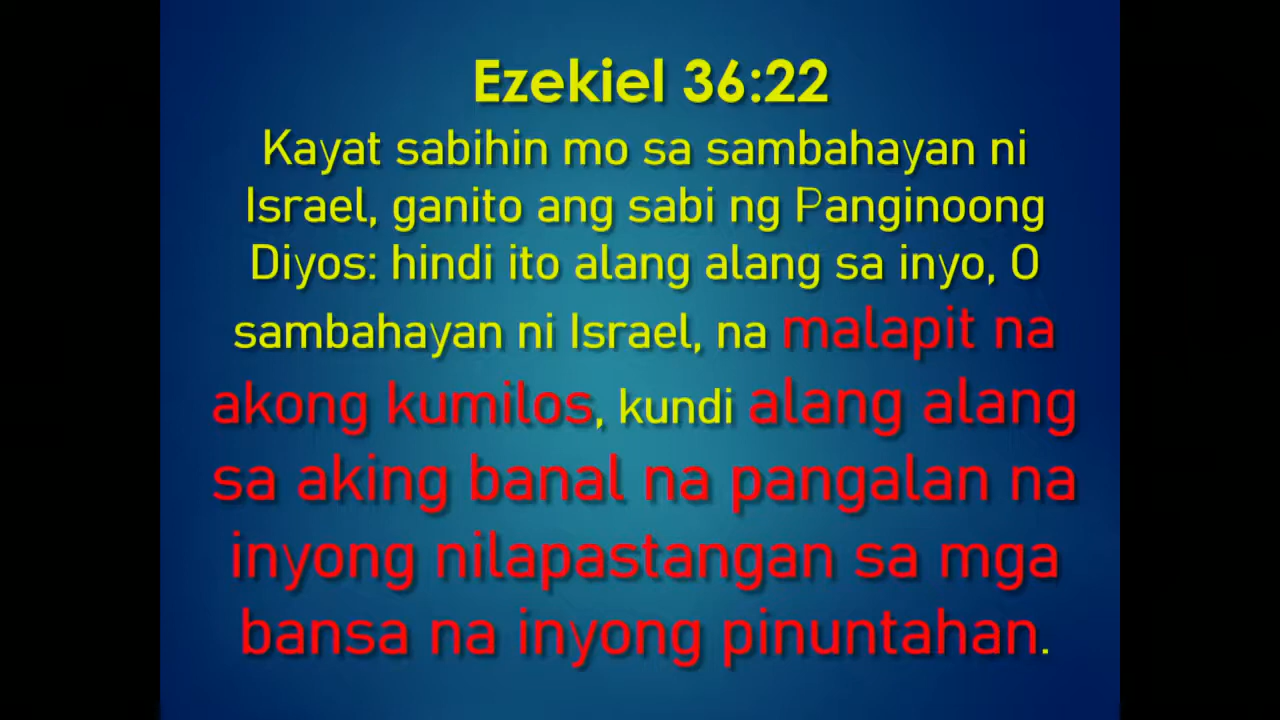 Ezekiel 36:22
Kayat sabihin mo sa sambahayan ni
Israel, ganito ang sabi ng Panginoong
Diyos: hindi ito alang alang sa inyo, O
sambahayan ni Israel, na malapit na
akong kumilos, kundi alang alang
sa aking banal na pangalan na
inyong nilapastangan sa mga
bansa na inyong pinuntahan.